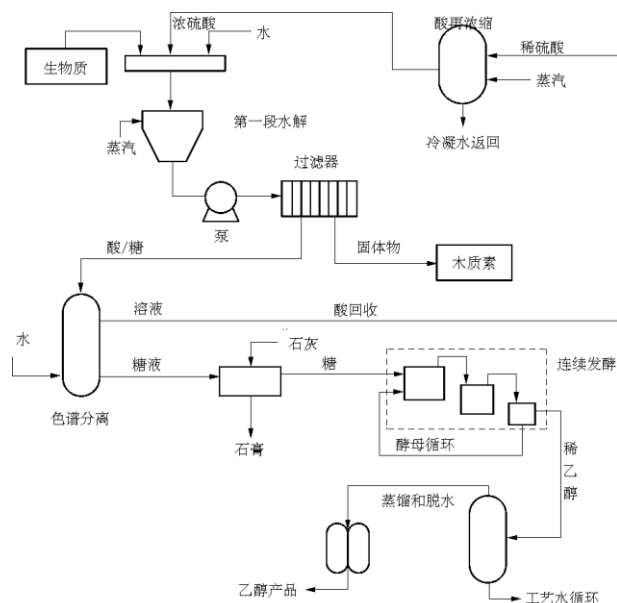 浓硫酸
水
生物质
酸再浓缩
稀硫酸
蒸汽
冷凝水返回
蒸汽
第一段水解
过滤器
泵
酸/糖
固体物
木质素
溶液
酸回收
水
糖液
石灰
糖
连续发酵
色谱分离
石膏
酵母循环
稀乙醇
蒸馏和脱水
乙醇产品
工艺水循环